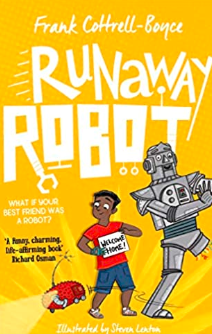 Frank Cottrell-Boyce
RUNAWAY
ROBOT
WHAT IF YOUR
BEST FRIEND WAS
A ROBOT?
'A funny, charming,
life-affirming book'
Richard Osman
WELCOME
HOME!
Illustrated by Steven Lenton